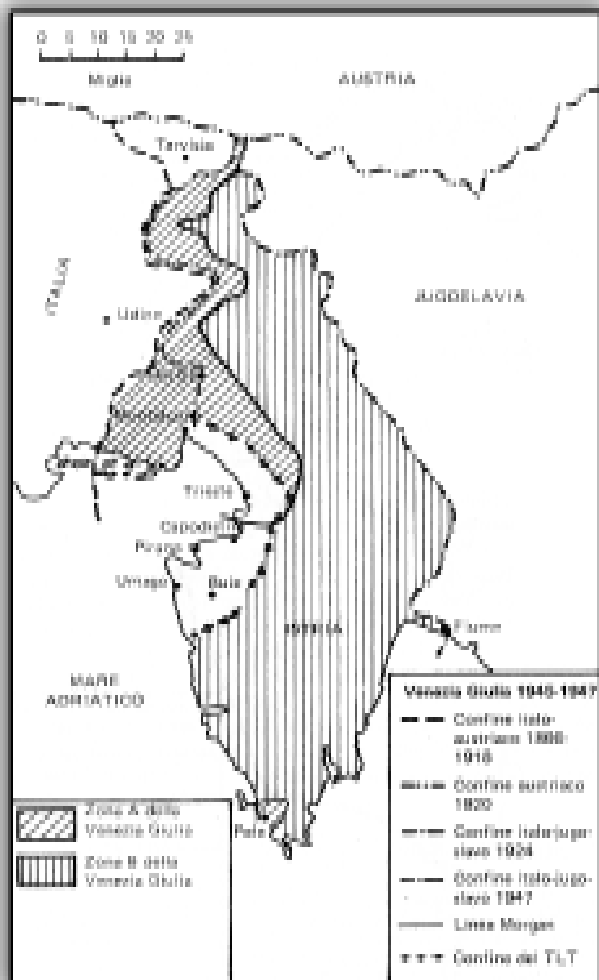 0 5 10 15 20 25
Miglia
AUSTRIA
Tarvisio
ITALIA
JUGOSLAVIA
Udine
Trieste
Capodistria
Pirano
Umago
Buie
ISTRIA
Fiume
MARE
ADRIATICO
Pola
Zona A della
Venezia Giulia
Zona B della
Venezia Giulia
Venezia Giulia 1945-1947
Confine italo-
austriaco 1866-
1918
Confine austriaco
1920
Confine italo-jugo-
slavo 1924
Confine italo-jugo-
slavo 1947
Linea Morgan
Confine del T.L.T.